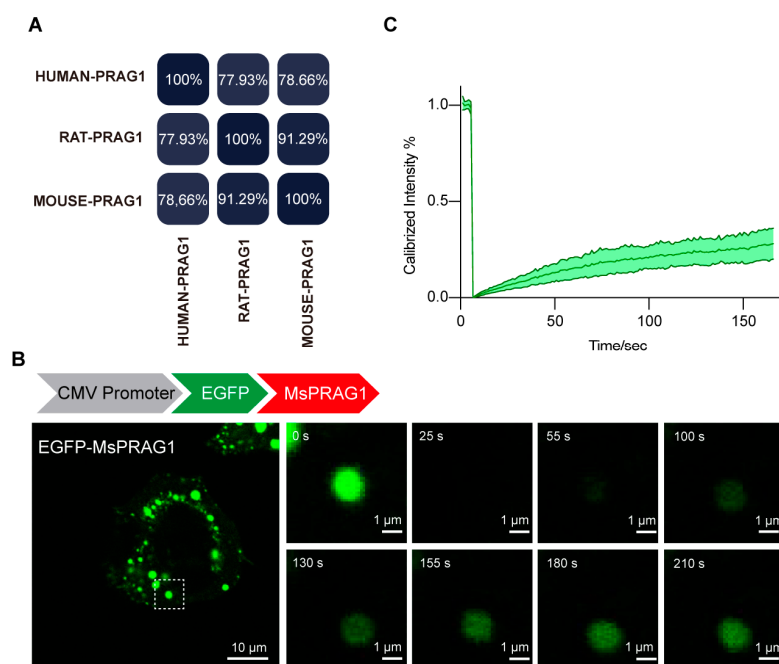 A
HUMAN-PRAG1 100% 77.93% 78.66%
RAT-PRAG1 77.93% 100% 91.29%
MOUSE-PRAG1 78,66% 91.29% 100%
HUMAN-PRAG1 RAT-PRAG1 MOUSE-PRAG1
C
Calibrized Intensity %
1.0
0.5
0.0
0 50 100 150
Time/sec
B
CMV Promoter EGFP MsPRAG1
EGFP-MsPRAG1
10 µm
0 s 25 s 55 s 100 s
1 µm 1 µm 1 µm 1 µm
130 s 155 s 180 s 210 s
1 µm 1 µm 1 µm 1 µm